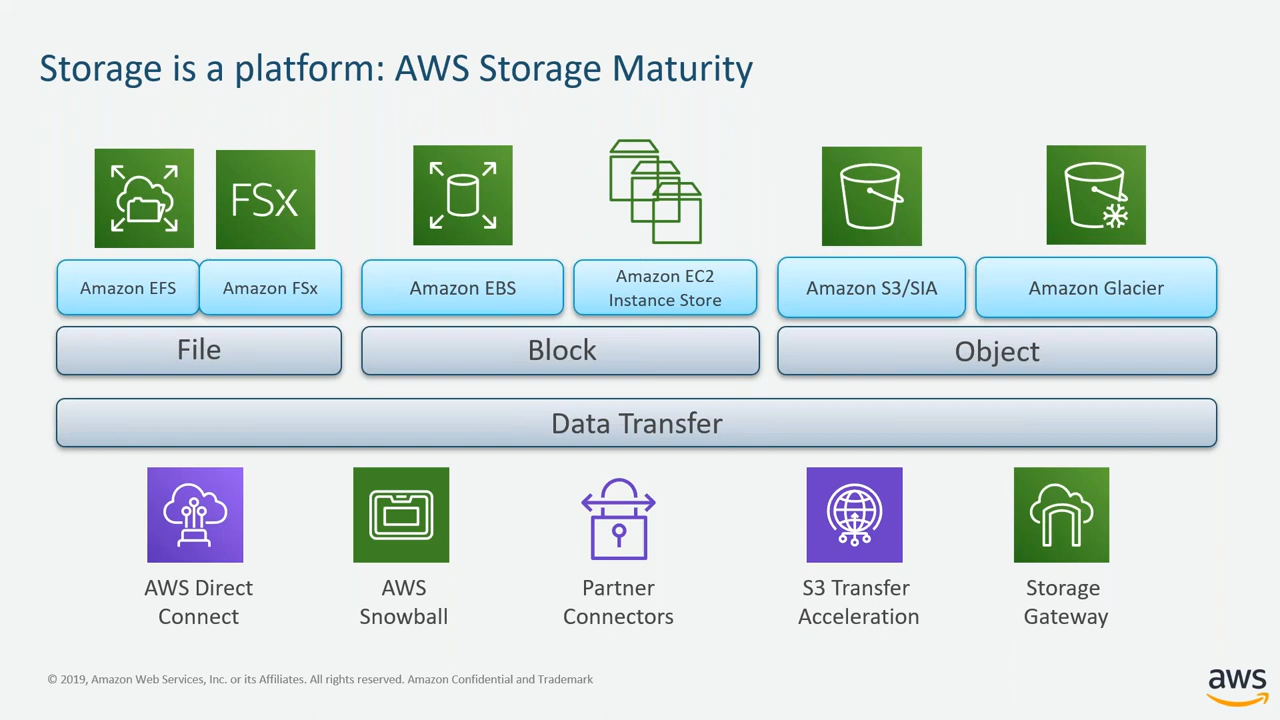 Storage is a platform: AWS Storage Maturity
FSx
Amazon EFS
Amazon FSx
Amazon EBS
Amazon EC2
Instance Store
Amazon S3/SIA
Amazon Glacier
File
Block
Object
Data Transfer
AWS Direct
Connect
AWS
Snowball
Partner
Connectors
S3 Transfer
Acceleration
Storage
Gateway
© 2019, Amazon Web Services, Inc. or its Affiliates. All rights reserved. Amazon Confidential and Trademark
aws